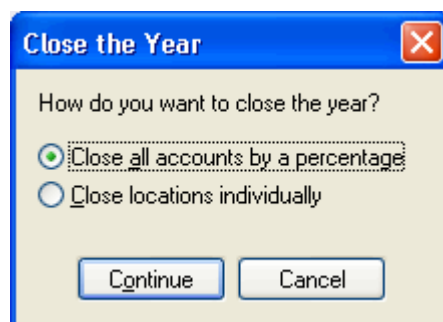 Close the Year
How do you want to close the year?
Close all accounts by a percentage
Close locations individually
Continue
Cancel